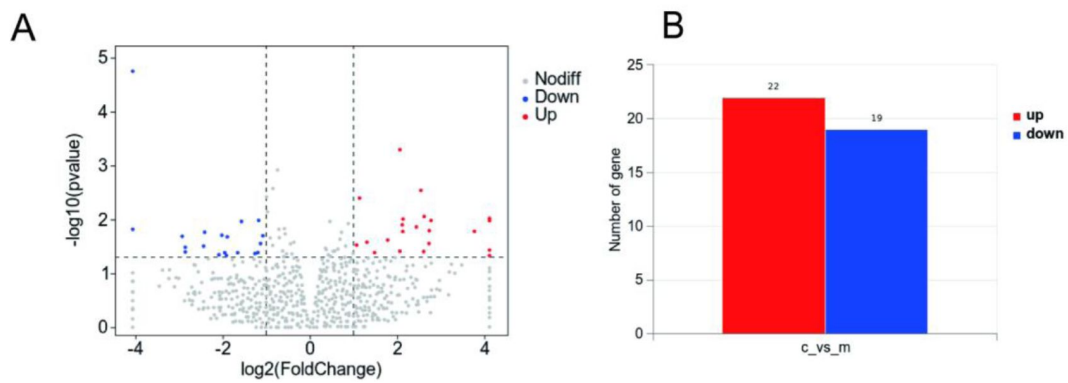 A
5
4
3
2
1
0
-log10(pvalue)
-4
-2
0
2
4
log2(FoldChange)
Nodiff
Down
Up
B
25
20
15
10
5
0
Number of gene
22
19
c_vs_m
up
down